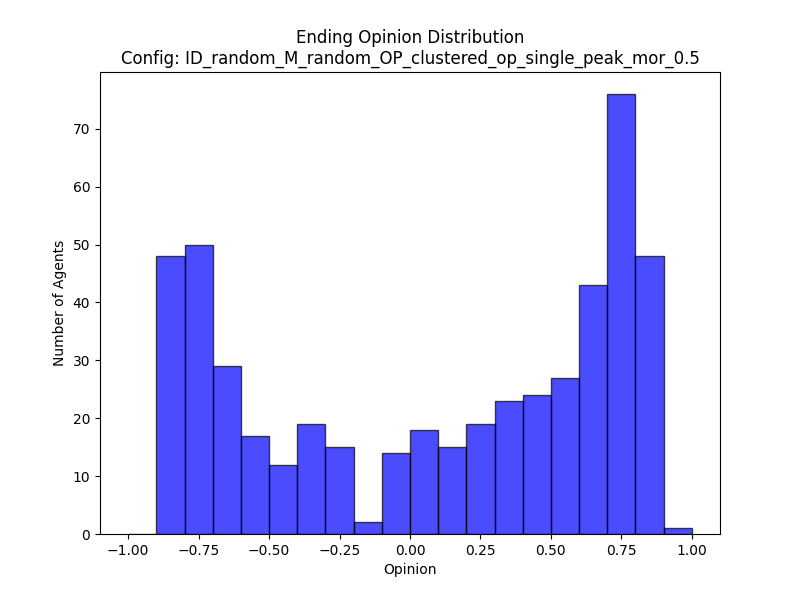 Ending Opinion Distribution
Config: ID_random_M_random_OP_clustered_op_single_peak_mor_0.5
Number of Agents
70
60
50
40
30
20
10
0
−1.00 −0.75 −0.50 −0.25 0.00 0.25 0.50 0.75 1.00
Opinion